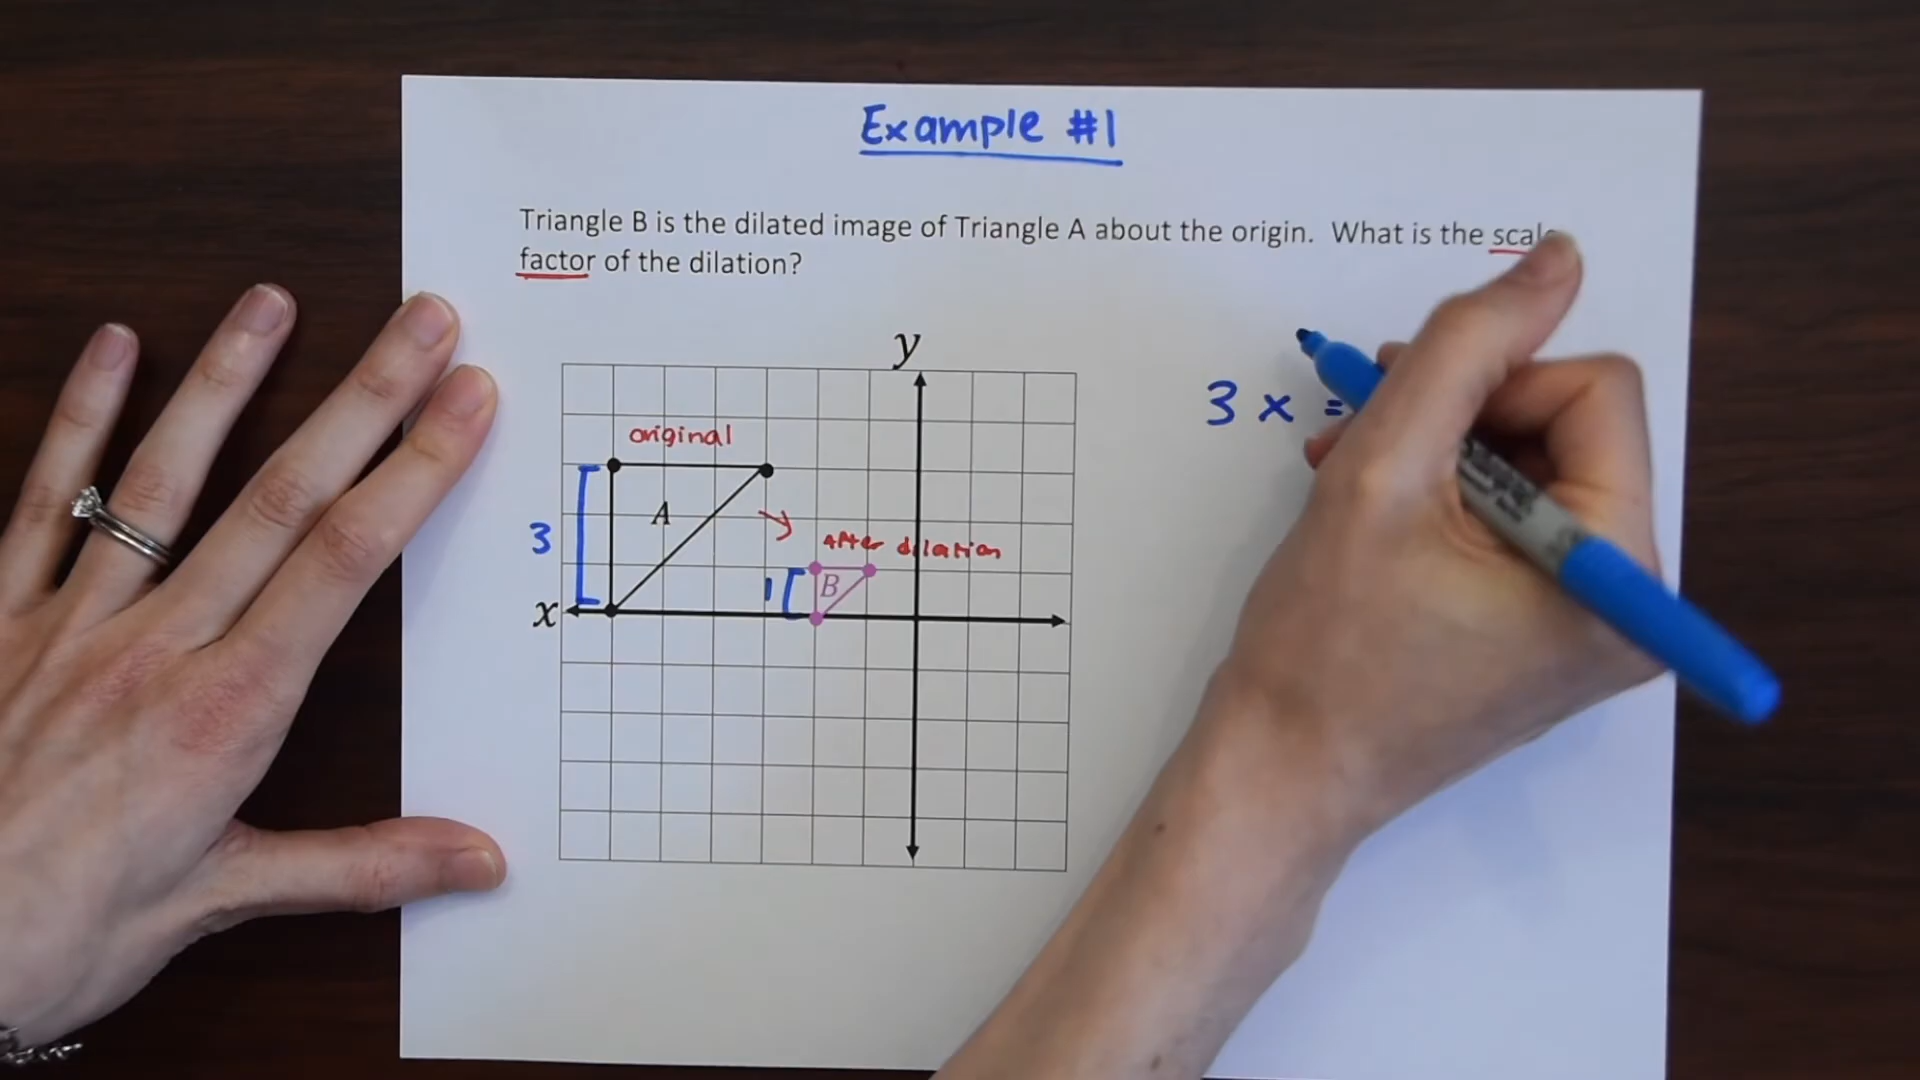 Example #1
Triangle B is the dilated image of Triangle A about the origin. What is the
factor of the dilation?
y
3 x =
original
A
3
After dilation
1
B
x